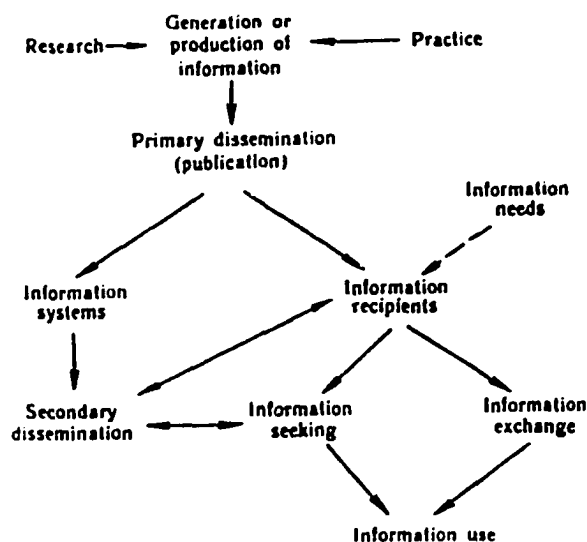 Generation or
production of
information
Research
Practice
Primary dissemination
(publication)
Information
needs
Information
systems
Information
recipients
Secondary
dissemination
Information
seeking
Information
exchange
Information use